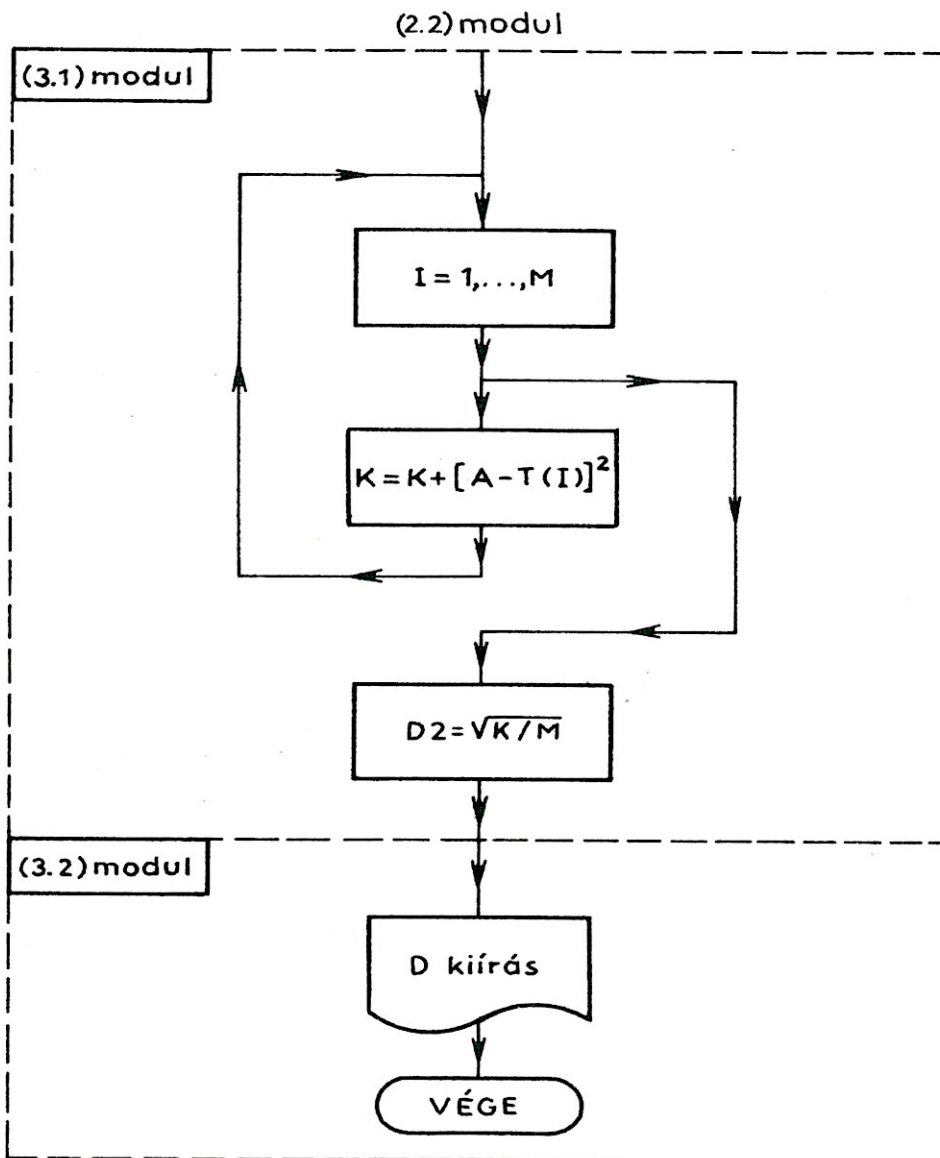 (2.2) modul
(3.1) modul
I = 1,...,M
K = K + [A - T(I)]²
D2 = √K/M
(3.2) modul
D kiírás
VÉGE